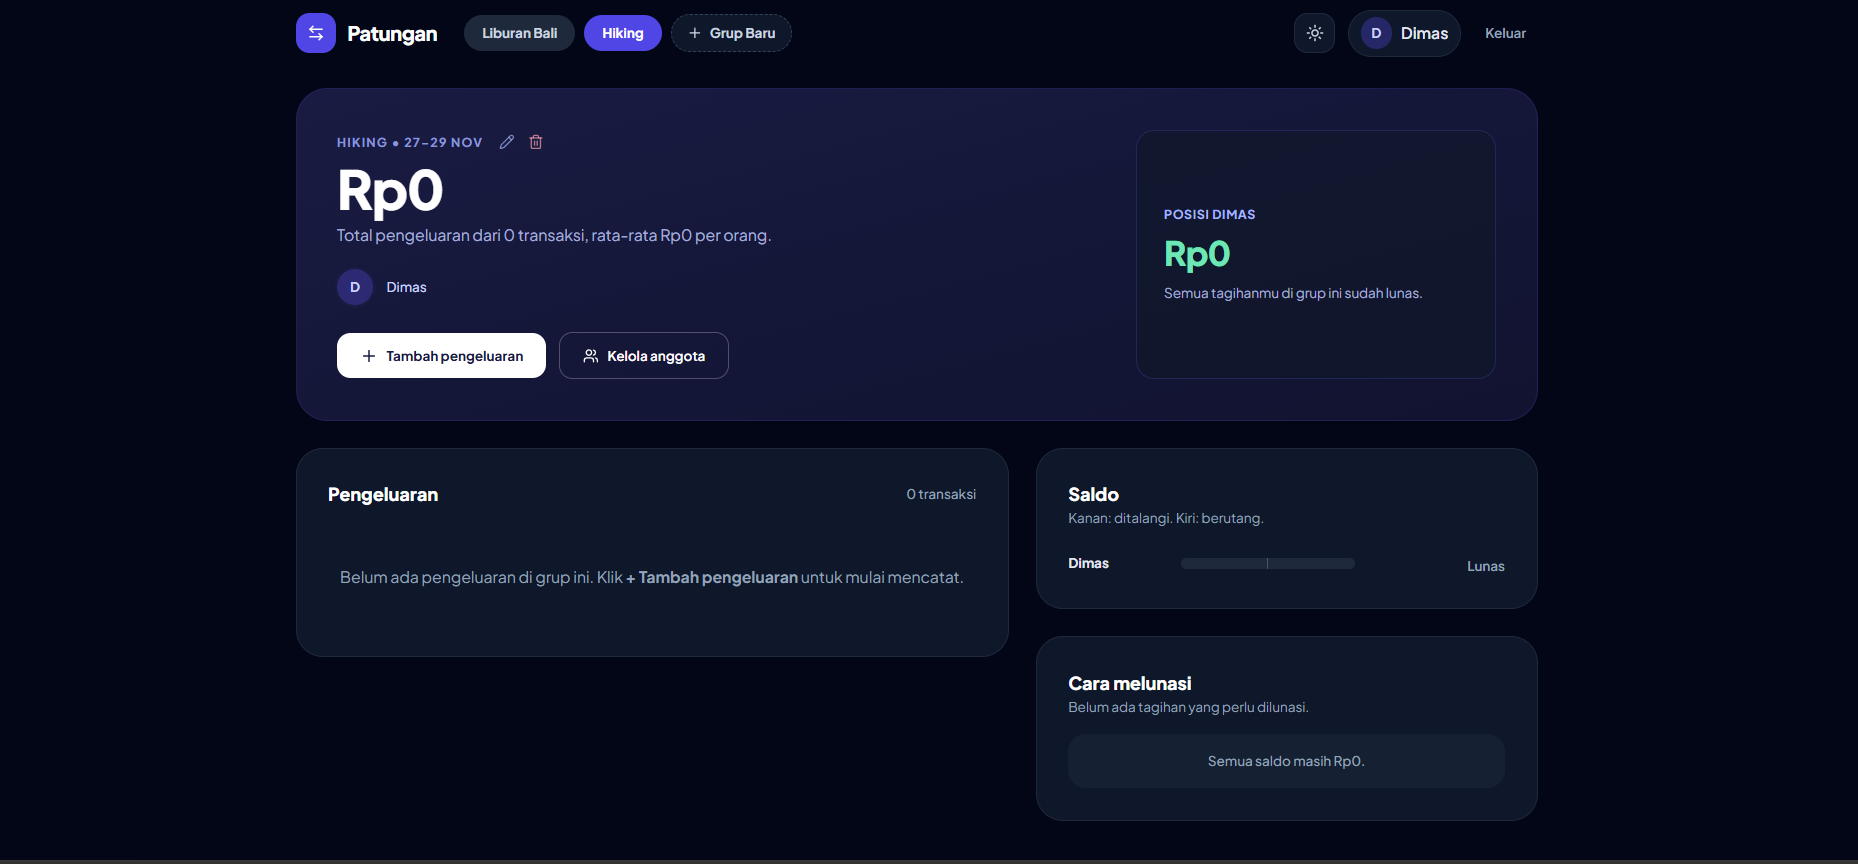 Patungan
Liburan Bali
Hiking
+ Grup Baru
D
Dimas
Keluar
HIKING • 27–29 NOV
Rp0
Total pengeluaran dari 0 transaksi, rata-rata Rp0 per orang.
D
Dimas
+ Tambah pengeluaran
Kelola anggota
POSISI DIMAS
Rp0
Semua tagihanmu di grup ini sudah lunas.
Pengeluaran
0 transaksi
Belum ada pengeluaran di grup ini. Klik + Tambah pengeluaran untuk mulai mencatat.
Saldo
Kanan: ditalangi. Kiri: berutang.
Dimas
Lunas
Cara melunasi
Belum ada tagihan yang perlu dilunasi.
Semua saldo masih Rp0.